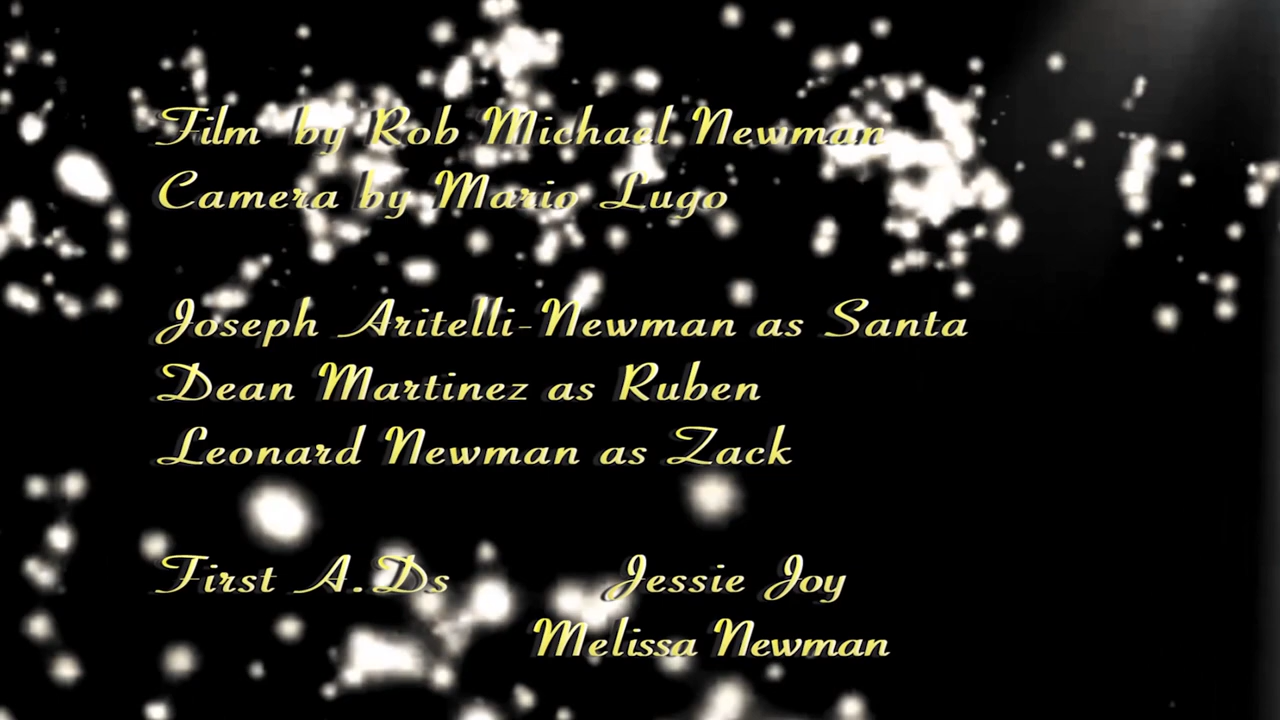 Film by Rob Michael Newman
Camera by Mario Lugo
Joseph Aritelli-Newman as Santa
Dean Martinez as Ruben
Leonard Newman as Zack
First A.Ds Jessie Joy
Melissa Newman